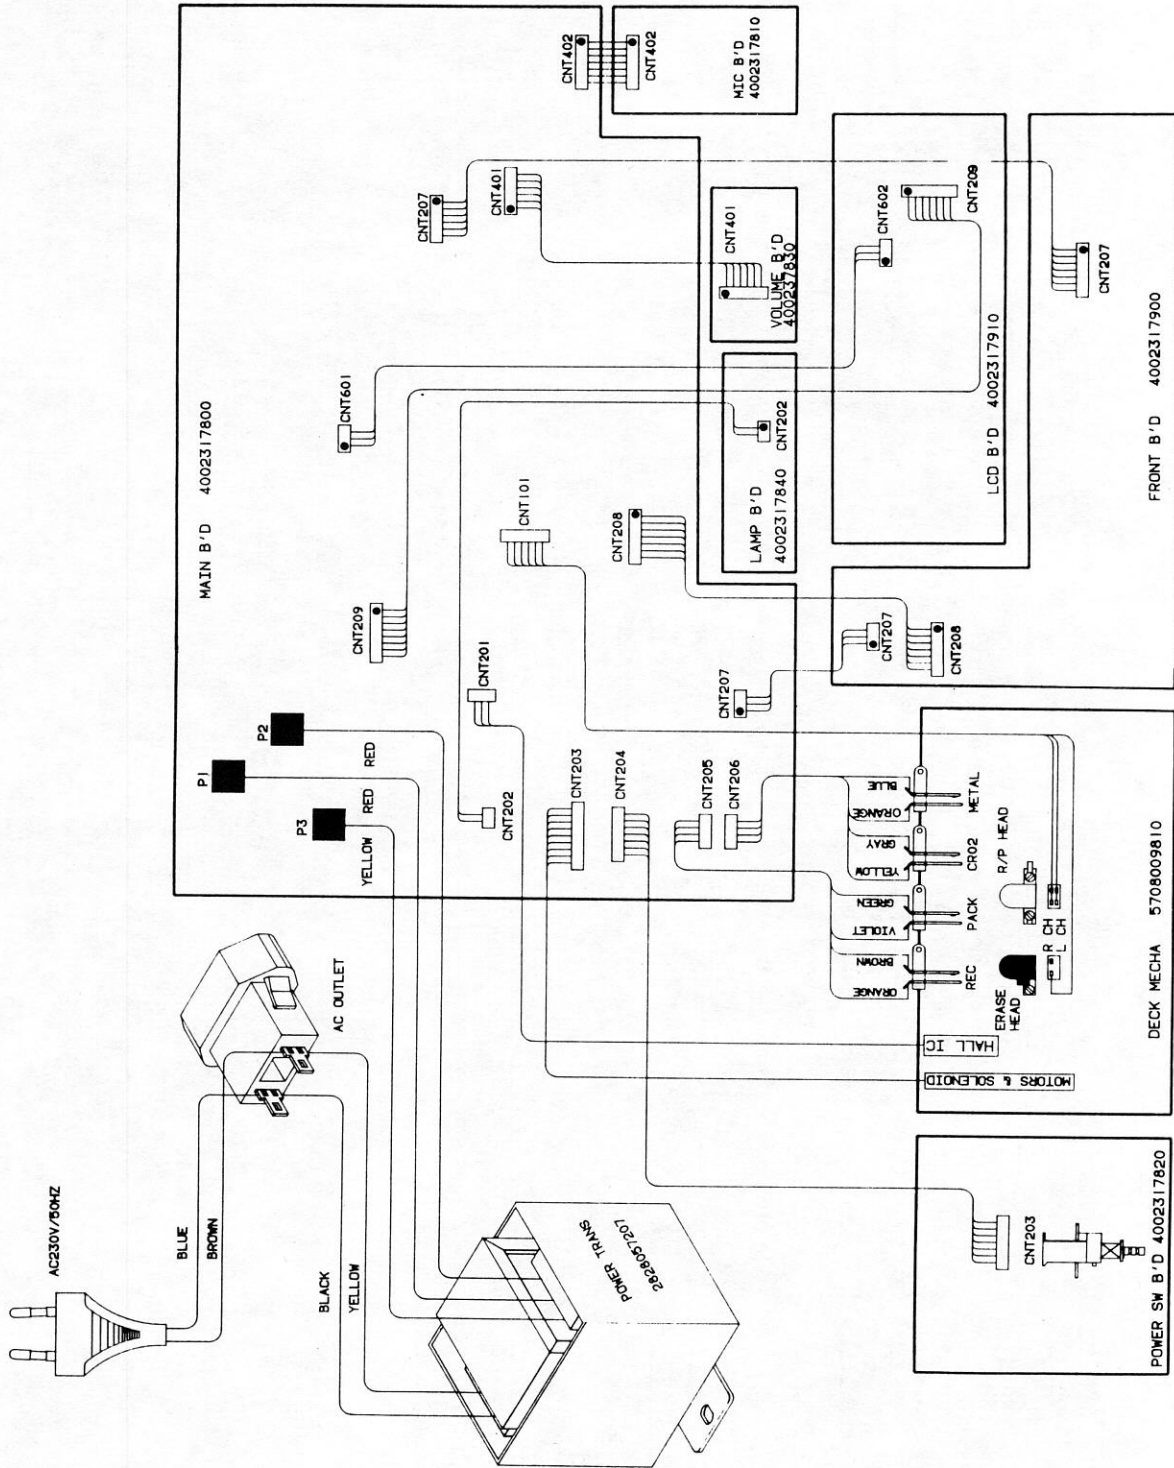 CNT402
CNT402
MIC B'D
4002317810
CNT207
CNT401
CNT401
VOLUME B'D
400237830
CNT602
CNT209
CNT207
MAIN B'D 4002317800
CNT601
CNT202
LAMP B'D
4002317840
LCD B'D 4002317910
FRONT B'D 4002317900
CNT101
CNT208
CNT209
CNT201
CNT207
CNT207
CNT208
P1
P2
P3
RED
RED
YELLOW
CNT202
CNT203
CNT204
CNT205
CNT206
BLUE
ORANGE
GRAY
YELLOW
GREEN
VIOLET
BROWN
ORANGE
METAL
CRO2
PACK
REC
R/P HEAD
ERASE
HEAD
R CH
L CH
HALL IC
MOTORS & SOLENOID
DECK MECHA 5708009810
AC OUTLET
AC230V/50HZ
BLUE
BROWN
BLACK
YELLOW
POWER TRANS
2828057207
CNT203
POWER SW B'D 4002317820